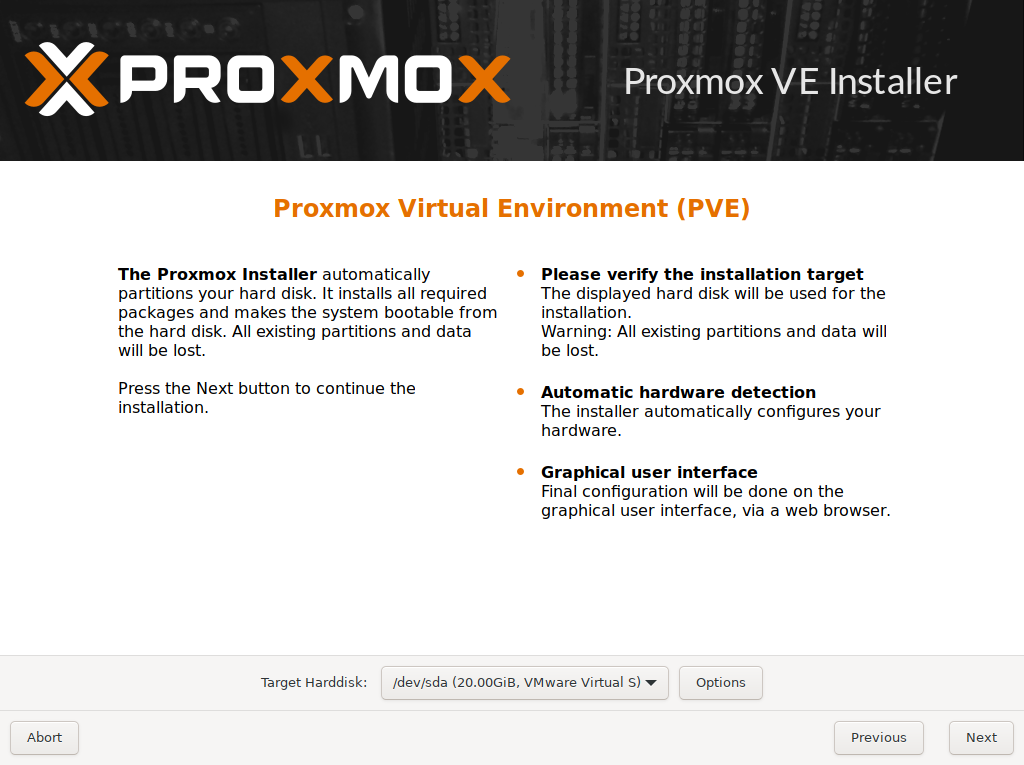 PROXMOX
Proxmox VE Installer
Proxmox Virtual Environment (PVE)
The Proxmox Installer automatically
partitions your hard disk. It installs all required
packages and makes the system bootable from
the hard disk. All existing partitions and data
will be lost.
Press the Next button to continue the
installation.
Please verify the installation target
The displayed hard disk will be used for the
installation.
Warning: All existing partitions and data will
be lost.
Automatic hardware detection
The installer automatically configures your
hardware.
Graphical user interface
Final configuration will be done on the
graphical user interface, via a web browser.
Target Harddisk: /dev/sda (20.00GiB, VMware Virtual S) Options
Abort Previous Next